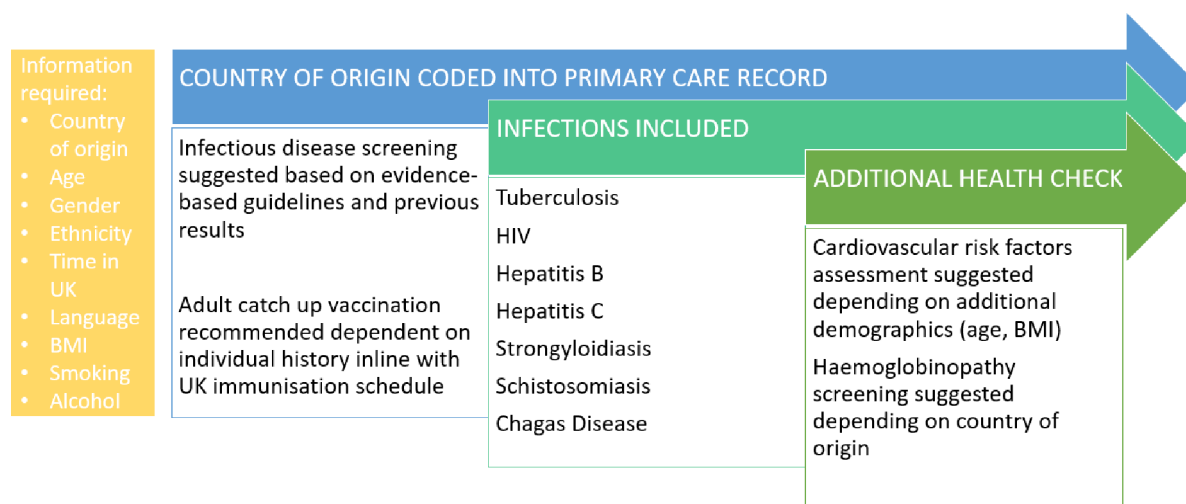 Information
required:
• Country
of origin
• Age
• Gender
• Ethnicity
• Time in
UK
• Language
• BMI
• Smoking
• Alcohol
COUNTRY OF ORIGIN CODED INTO PRIMARY CARE RECORD
Infectious disease screening
suggested based on evidence-
based guidelines and previous
results
Adult catch up vaccination
recommended dependent on
individual history inline with
UK immunisation schedule
INFECTIONS INCLUDED
Tuberculosis
HIV
Hepatitis B
Hepatitis C
Strongyloidiasis
Schistosomiasis
Chagas Disease
ADDITIONAL HEALTH CHECK
Cardiovascular risk factors
assessment suggested
depending on additional
demographics (age, BMI)
Haemoglobinopathy
screening suggested
depending on country of
origin